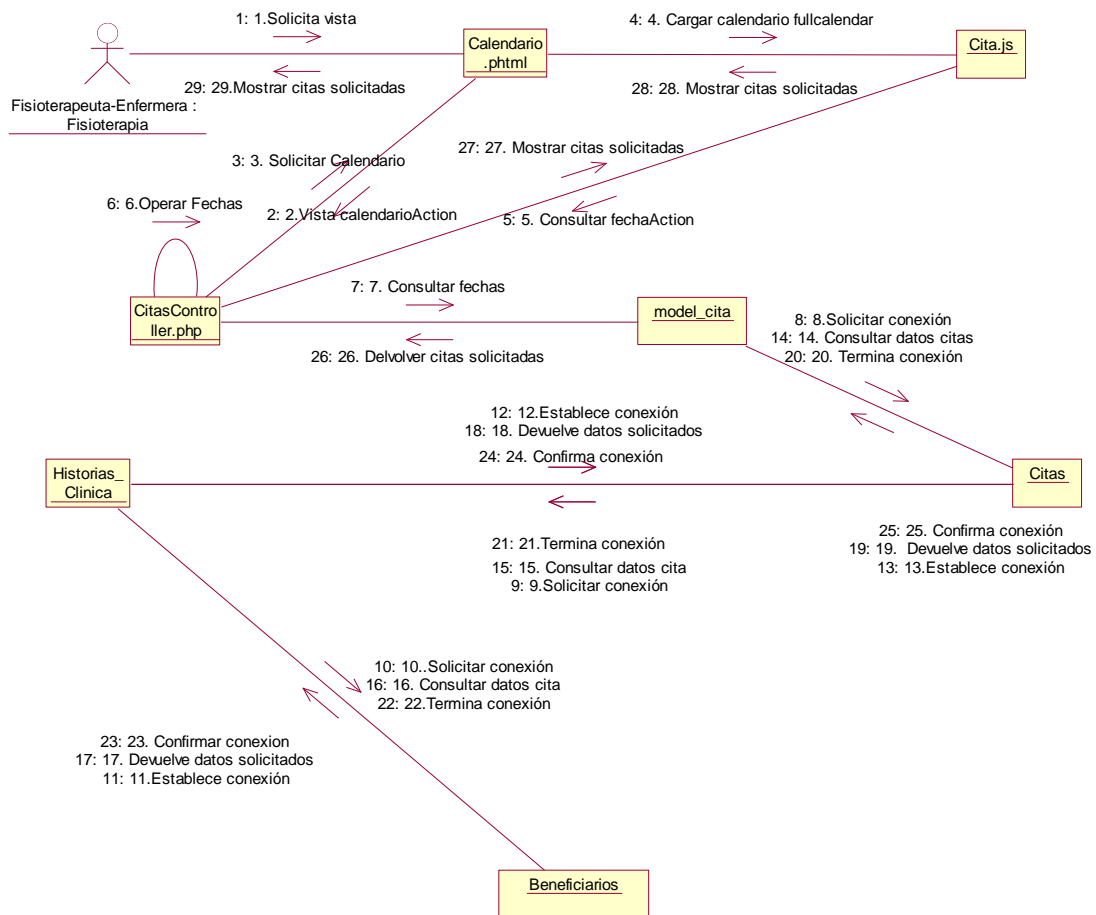 1: 1.Solicita vista
4: 4. Cargar calendario fullcalendar
Calendario
.phtml
Cita.js
29: 29.Mostrar citas solicitadas
28: 28. Mostrar citas solicitadas
Fisioterapeuta-Enfermera :
Fisioterapia
27: 27. Mostrar citas solicitadas
3: 3. Solicitar Calendario
6: 6.Operar Fechas
2: 2.Vista calendarioAction
5: 5. Consultar fechaAction
7: 7. Consultar fechas
CitasContro
ller.php
model_cita
8: 8.Solicitar conexión
14: 14. Consultar datos citas
20: 20. Termina conexión
26: 26. Delvolver citas solicitadas
12: 12.Establece conexión
18: 18. Devuelve datos solicitados
24: 24. Confirma conexión
Historias_
Clinica
Citas
21: 21.Termina conexión
15: 15. Consultar datos cita
9: 9.Solicitar conexión
25: 25. Confirma conexión
19: 19. Devuelve datos solicitados
13: 13.Establece conexión
10: 10..Solicitar conexión
16: 16. Consultar datos cita
22: 22.Termina conexión
23: 23. Confirmar conexion
17: 17. Devuelve datos solicitados
11: 11.Establece conexión
Beneficiarios